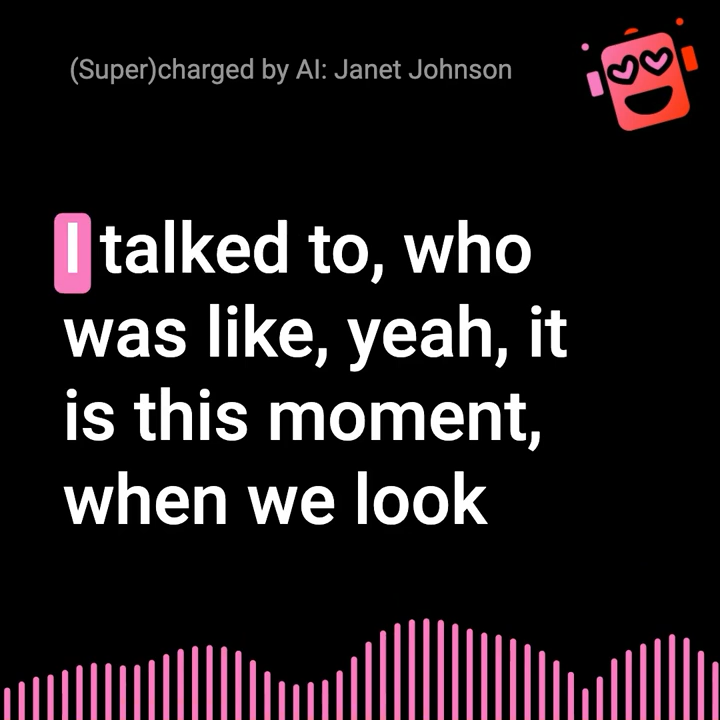 (Super)charged by AI: Janet Johnson
I talked to, who
was like, yeah, it
is this moment,
when we look